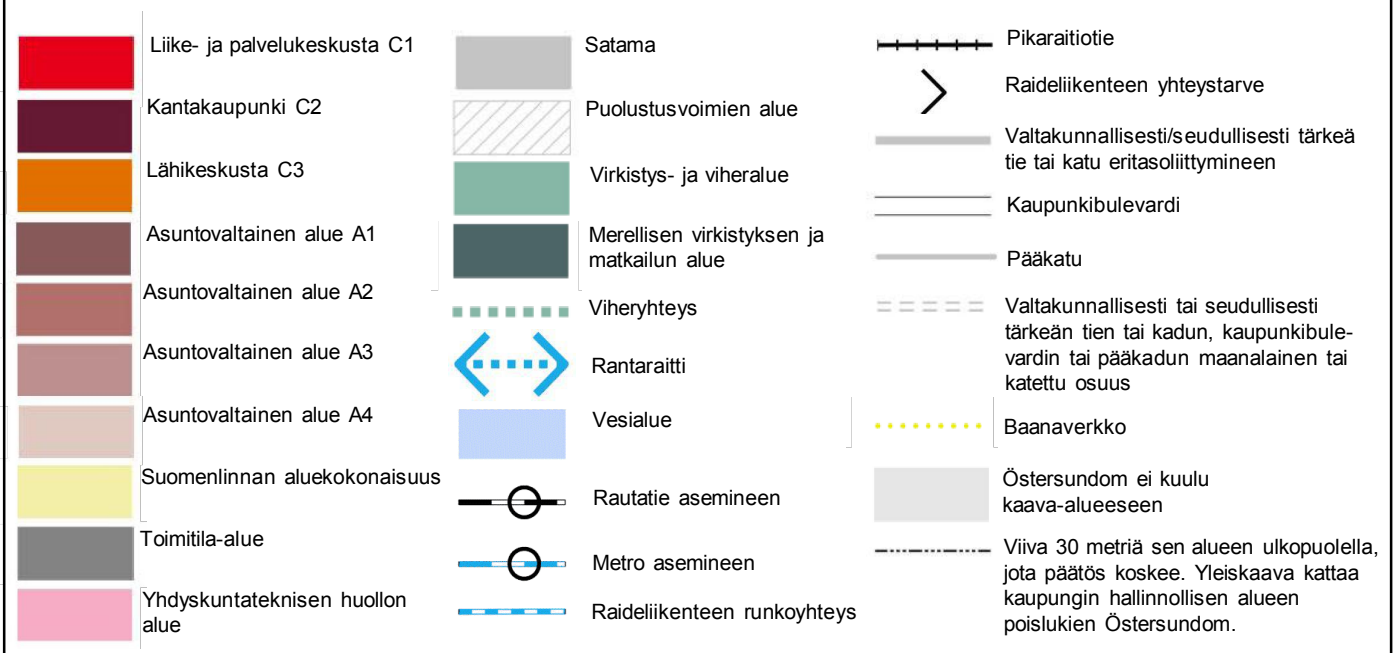 Liike- ja palvelukeskusta C1
Kantakaupunki C2
Lähikeskusta C3
Asuntovaltainen alue A1
Asuntovaltainen alue A2
Asuntovaltainen alue A3
Asuntovaltainen alue A4
Suomenlinnan aluekokonaisuus
Toimitila-alue
Yhdyskuntateknisen huollon
alue
Satama
Puolustusvoimien alue
Virkistys- ja viheralue
Merellisen virkistyksen ja
matkailun alue
Viheryhteys
Rantaraitti
Vesialue
Rautatie asemineen
Metro asemineen
Raideliikenteen runkoyhteys
Pikaraitiotie
Raideliikenteen yhteystarve
Valtakunnallisesti/seudullisesti tärkeä
tie tai katu eritasoliittymineen
Kaupunkibulevardi
Pääkatu
Valtakunnallisesti tai seudullisesti
tärkeän tien tai kadun, kaupunkibule-
vardin tai pääkadun maanalainen tai
katettu osuus
Baanaverkko
Östersundom ei kuulu
kaava-alueeseen
Viiva 30 metriä sen alueen ulkopuolella,
jota päätös koskee. Yleiskaava kattaa
kaupungin hallinnollisen alueen
poislukien Östersundom.